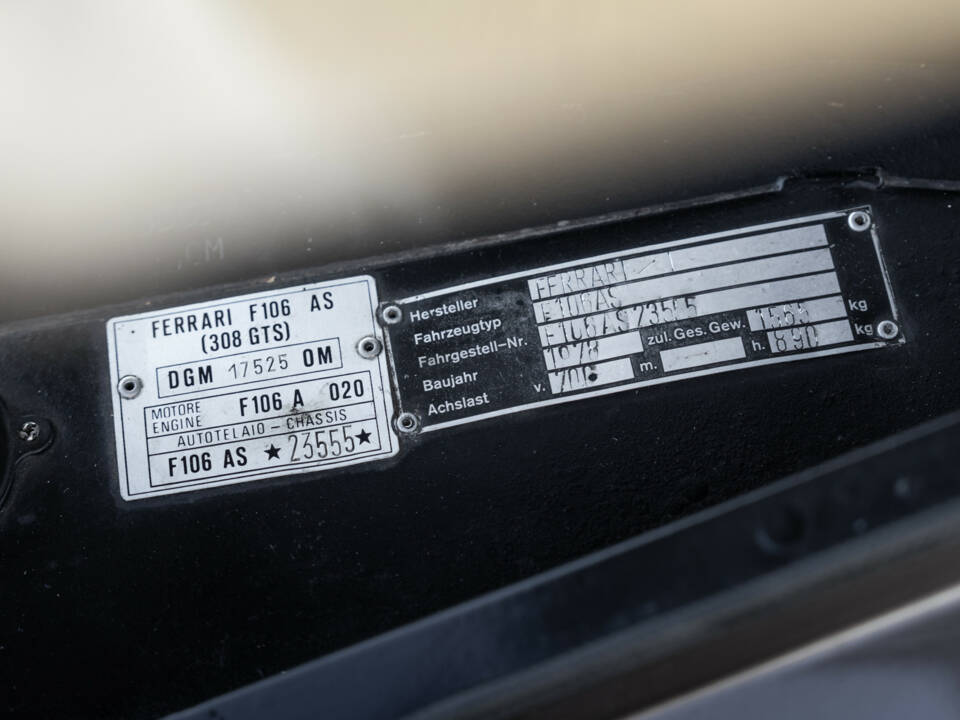 FERRARI F106 AS
(308 GTS)
DGM 17525 OM
MOTORE
ENGINE
F106 A 020
AUTOTELAIO - CHASSIS
F106 AS ★23555★
Hersteller FERRARI
Fahrzeugtyp F106AS
Fahrgestell-Nr. F106AS23555
Baujahr 1978 zul. Ges. Gew. kg
Achslast v. 706 m. h. 890 kg